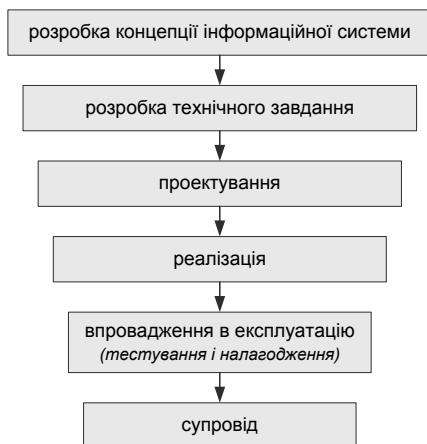 розробка концепції інформаційної системи
розробка технічного завдання
проектування
реалізація
впровадження в експлуатацію
(тестування і налагодження)
супровід